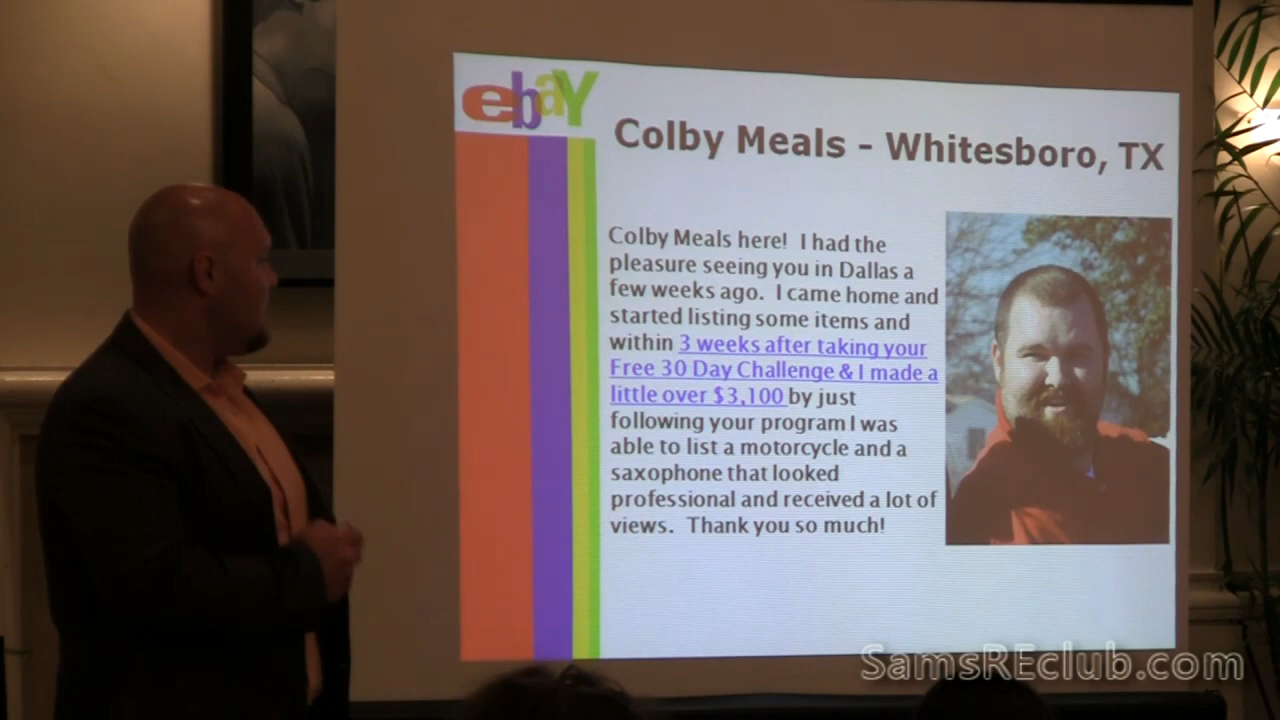 ebaY
Colby Meals - Whitesboro, TX
Colby Meals here! I had the
pleasure seeing you in Dallas a
few weeks ago. I came home and
started listing some items and
within 3 weeks after taking your
Free 30 Day Challenge & I made a
little over $3,100 by just
following your program I was
able to list a motorcycle and a
saxophone that looked
professional and received a lot of
views. Thank you so much!
SamsREclub.com